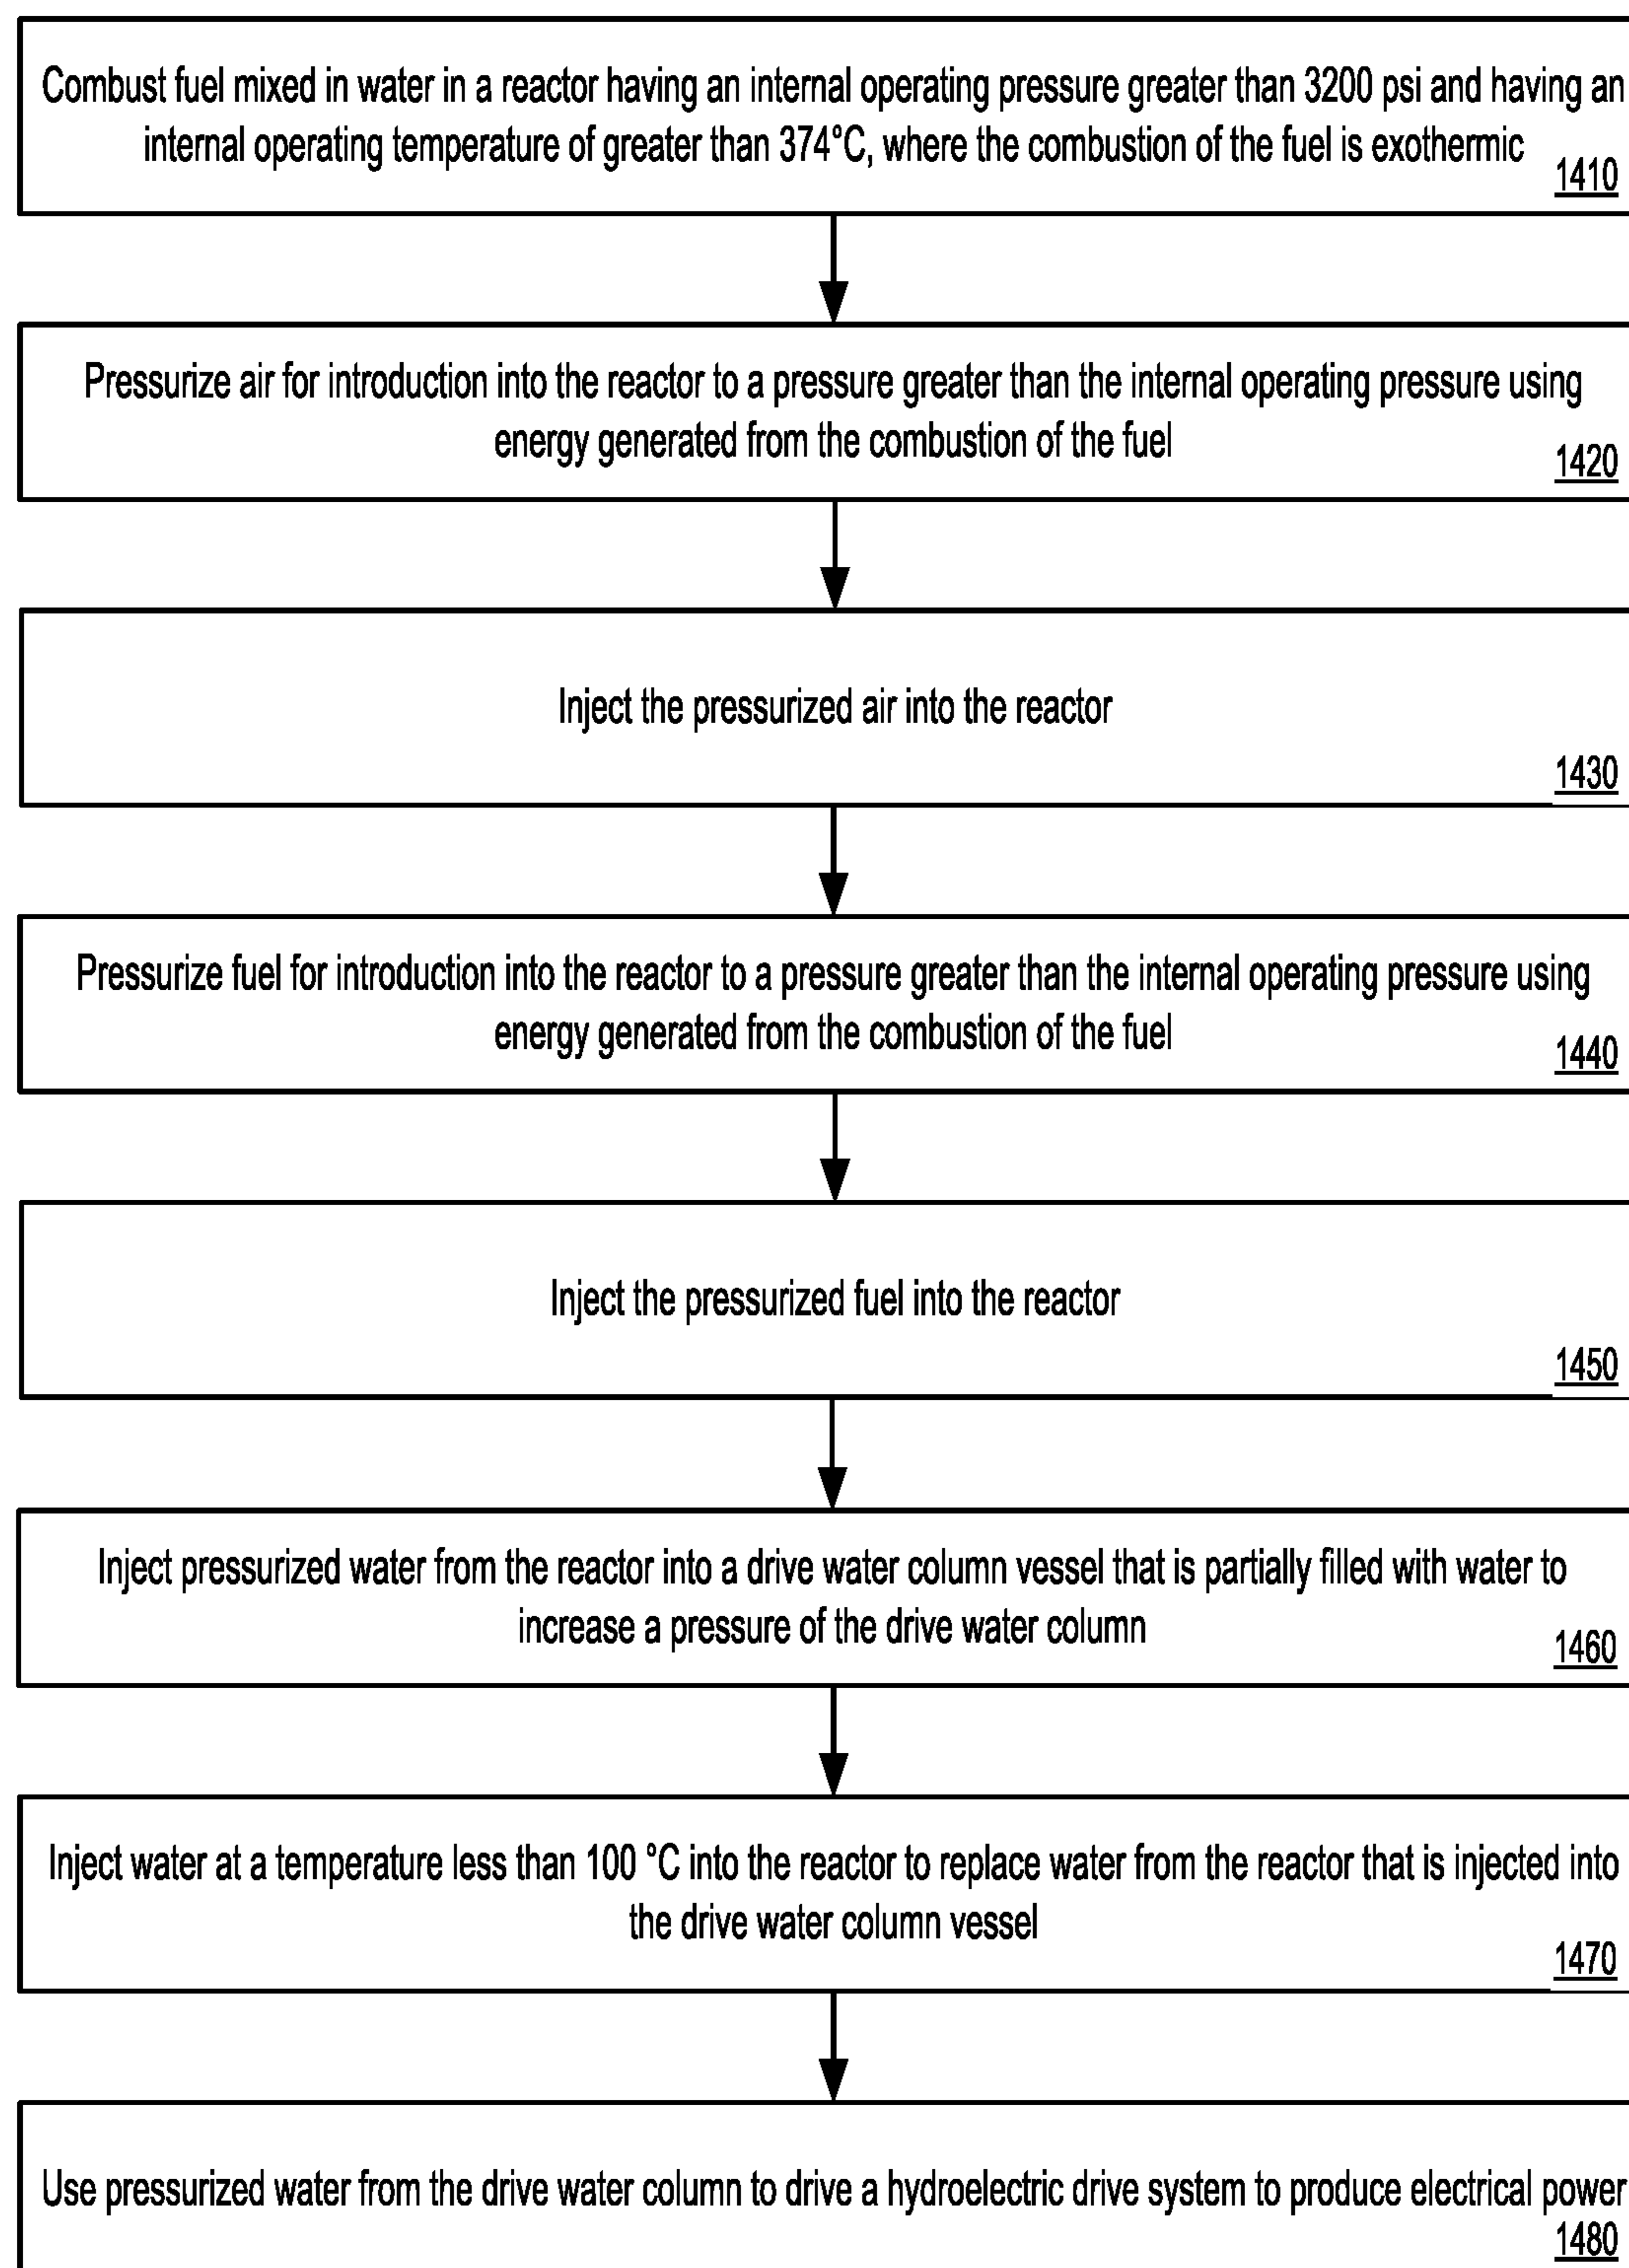 Combust fuel mixed in water in a reactor having an internal operating pressure greater than 3200 psi and having an
internal operating temperature of greater than 374°C, where the combustion of the fuel is exothermic
1410
Pressurize air for introduction into the reactor to a pressure greater than the internal operating pressure using
energy generated from the combustion of the fuel
1420
Inject the pressurized air into the reactor
1430
Pressurize fuel for introduction into the reactor to a pressure greater than the internal operating pressure using
energy generated from the combustion of the fuel
1440
Inject the pressurized fuel into the reactor
1450
Inject pressurized water from the reactor into a drive water column vessel that is partially filled with water to
increase a pressure of the drive water column
1460
Inject water at a temperature less than 100 °C into the reactor to replace water from the reactor that is injected into
the drive water column vessel
1470
Use pressurized water from the drive water column to drive a hydroelectric drive system to produce electrical power
1480